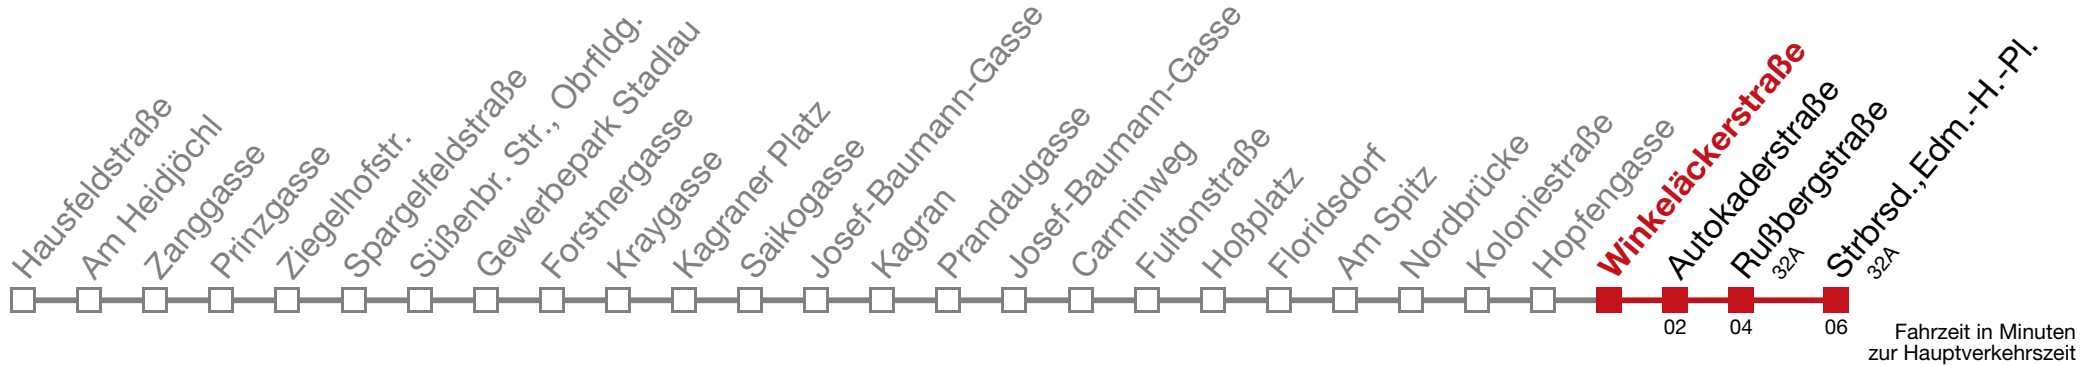 Hausfeldstraße
Am Heidjöchl
Zanggasse
Prinzgasse
Ziegelhofstr.
Spargelfeldstraße
Süßenbr. Str., Obrfldg.
Gewerbepark Stadlau
Forstnergasse
Kraygasse
Kagraner Platz
Saikogasse
Josef-Baumann-Gasse
Kagran
Prandaugasse
Josef-Baumann-Gasse
Carminweg
Fultonstraße
Hoßplatz
Floridsdorf
Am Spitz
Nordbrücke
Koloniestraße
Hopfengasse
Winkeläckerstraße
Autokaderstraße
Rußbergstraße
32A
Strbrsd.,Edm.-H.-Pl.
32A
02
04
06
Fahrzeit in Minuten
zur Hauptverkehrszeit